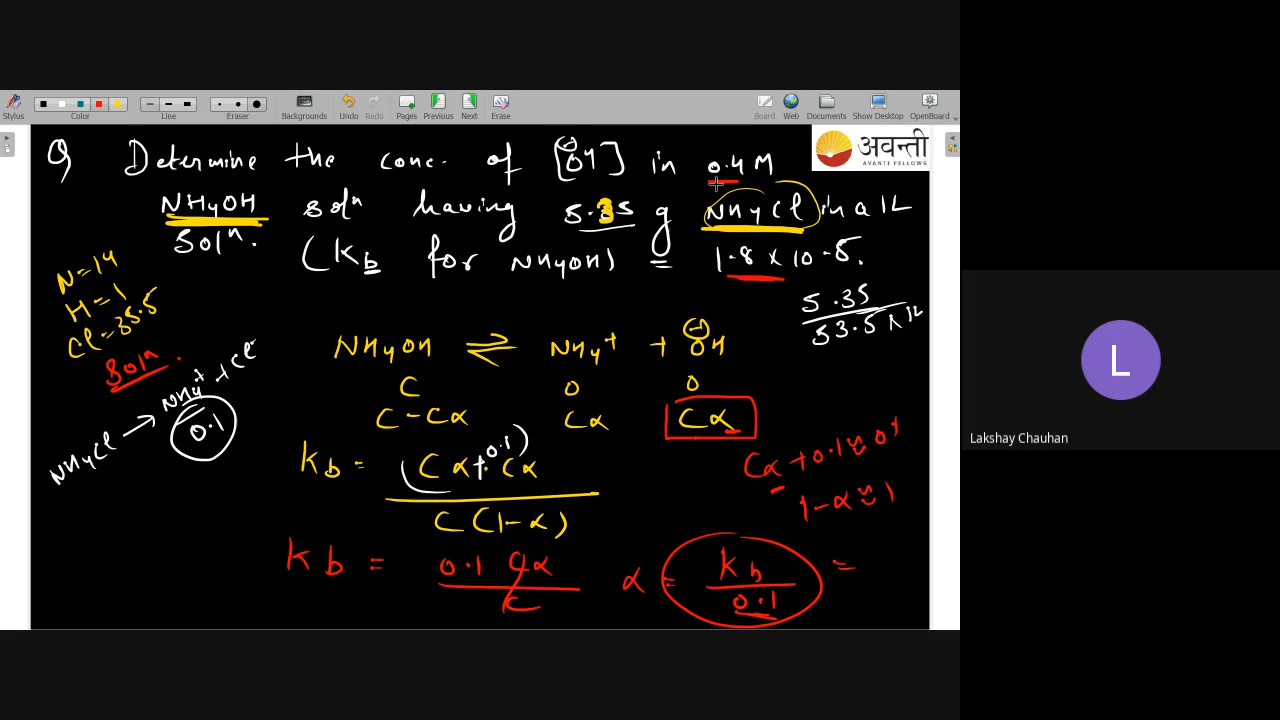 Stylus
Color
Line
Eraser
Backgrounds
Undo
Redo
Pages
Previous
Next
Erase
Board
Web
Documents
Show Desktop
OpenBoard
Q Determine the conc. of [OH] in 0.4 M
NH4OH solⁿ having 5.35 g NH4Cl in a 1L
Solⁿ. (Kb for NH4OH) = 1.8 × 10-5.
अवन्ती
AVANTI FELLOWS
N=14
H=1
Cl=35.5
Solⁿ.
5.35
53.5 × 1L
NH4Cl → NH4+ + Cl-
0.1
NH4OH ⇌ NH4+ + OH
C 0 0
C-Cα Cα Cα
Kb = Cα+0.1) · Cα
C(1-α)
Cα + 0.1 ≈ 0.1
1-α ≈ 1
Kb = 0.1 Cα
C
α = Kb =
0.1
L
Lakshay Chauhan